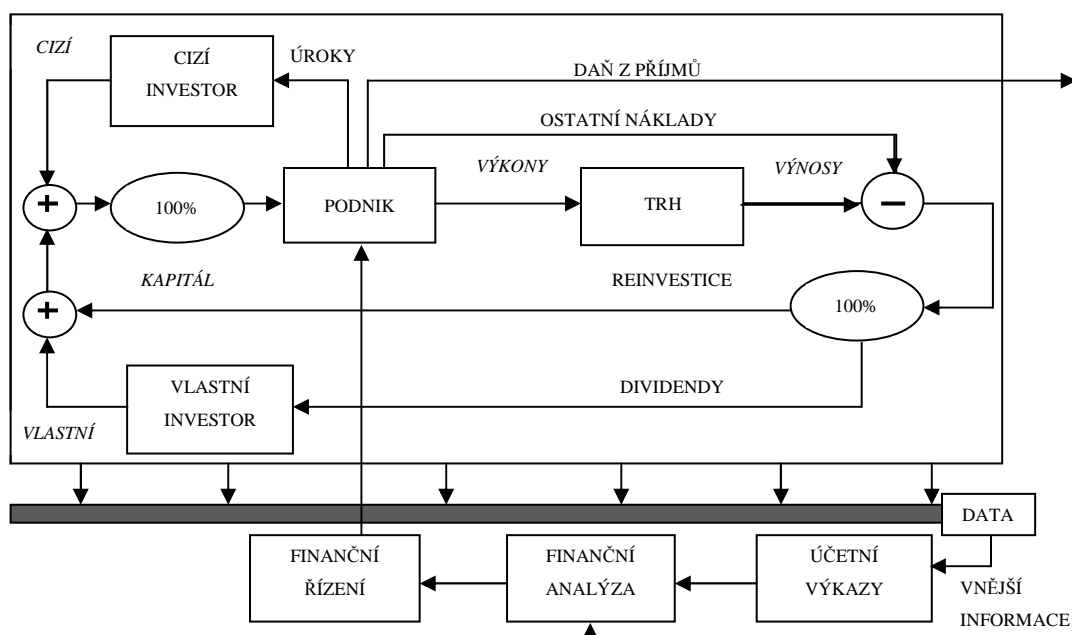 CIZÍ
CIZÍ
INVESTOR
ÚROKY
DAŇ Z PŘÍJMŮ
OSTATNÍ NÁKLADY
VÝKONY
VÝNOSY
+
100%
PODNIK
TRH
−
KAPITÁL
REINVESTICE
+
100%
VLASTNÍ
INVESTOR
DIVIDENDY
VLASTNÍ
DATA
FINANČNÍ
ŘÍZENÍ
FINANČNÍ
ANALÝZA
ÚČETNÍ
VÝKAZY
VNĚJŠÍ
INFORMACE